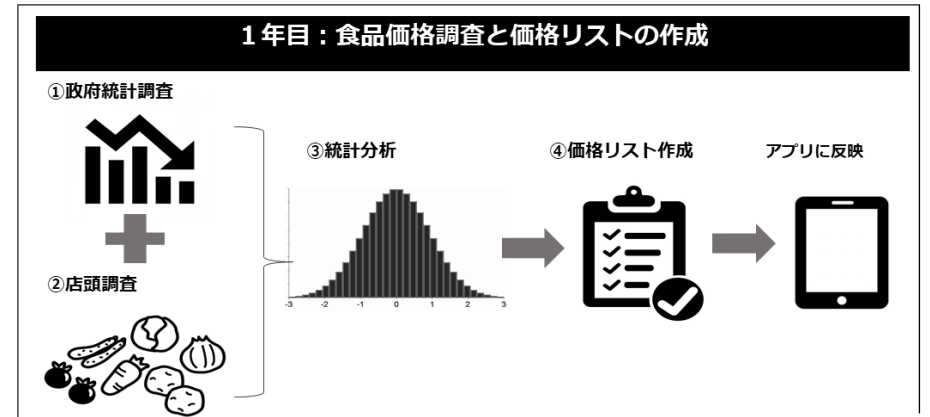 １年目：食品価格調査と価格リストの作成
①政府統計調査
②店頭調査
③統計分析
-3 -2 -1 0 1 2 3
④価格リスト作成
アプリに反映